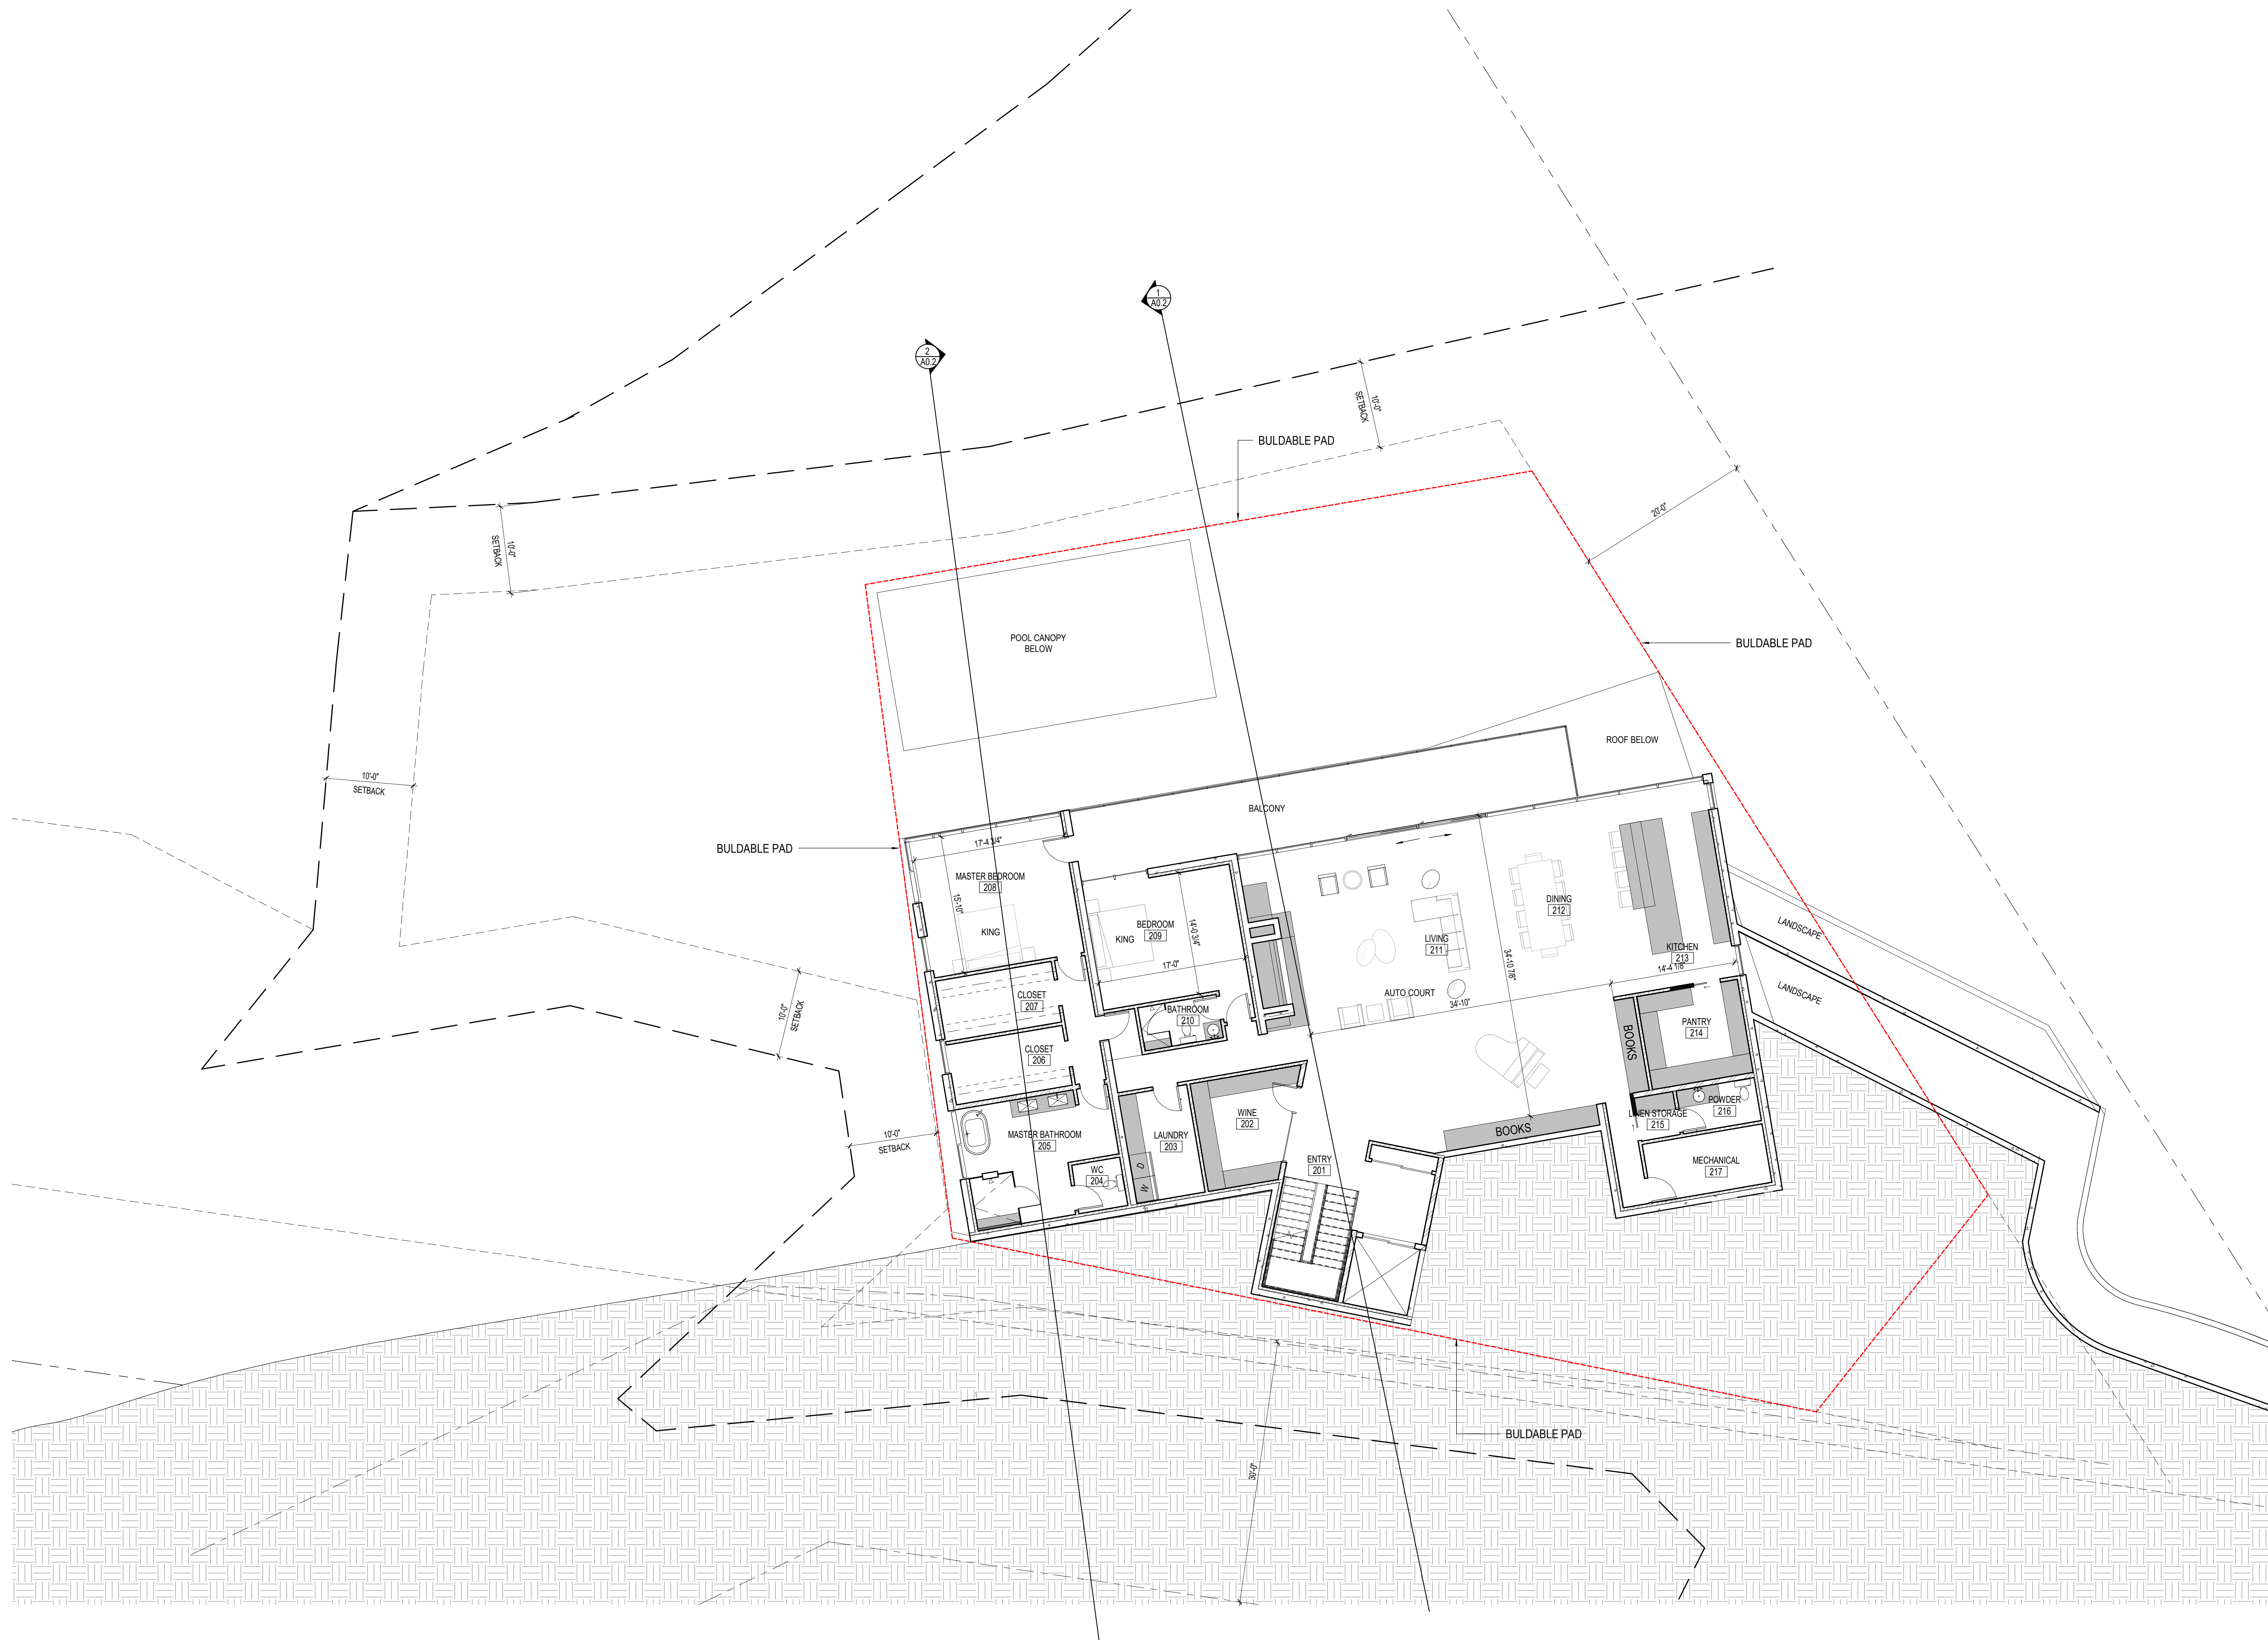 1
A0.2
2
A0.2
10'-0"
SETBACK
BULDABLE PAD
20'-0"
10'-0"
SETBACK
POOL CANOPY
BELOW
BULDABLE PAD
ROOF BELOW
10'-0"
SETBACK
BALCONY
17'-4 3/4"
BULDABLE PAD
MASTER BEDROOM
208
15'-10"
KING
BEDROOM
209
KING
14'-0 3/4"
17'-0"
LIVING
211
DINING
212
KITCHEN
213
14'-4 1/8"
34'-10 7/8"
34'-10"
AUTO COURT
LANDSCAPE
LANDSCAPE
CLOSET
207
BATHROOM
210
10'-0"
SETBACK
CLOSET
206
BOOKS
PANTRY
214
POWDER
216
LINEN STORAGE
215
WINE
202
BOOKS
MASTER BATHROOM
205
LAUNDRY
203
10'-0"
SETBACK
ENTRY
201
WC
204
D
W
MECHANICAL
217
BULDABLE PAD
30'-0"